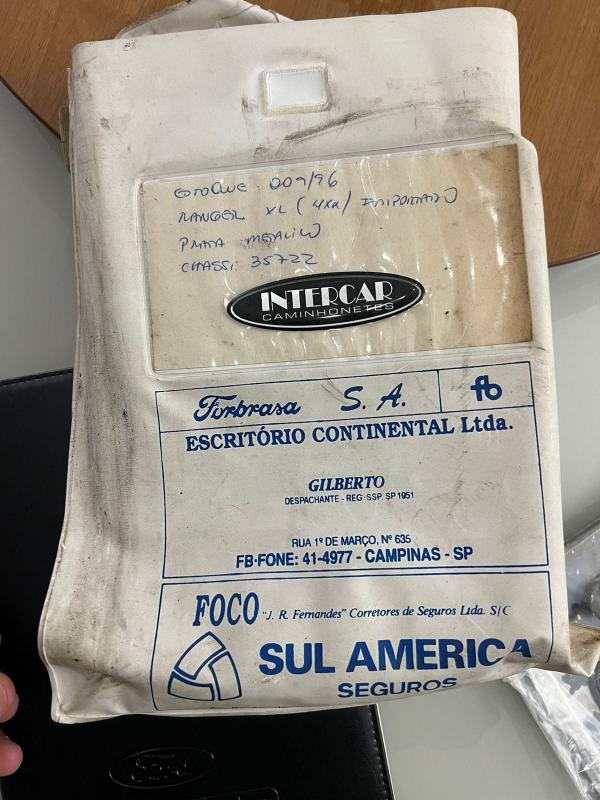 ESTOQUE: 009/96
RANGER XL (4X2) IMPORTADO
PRATA METALICO
CHASSI: 35722
INTERCAR
CAMINHONETES
Forbrasa S. A. fb
ESCRITÓRIO CONTINENTAL Ltda.
GILBERTO
DESPACHANTE - REG. SSP. SP 1951
RUA 1º DE MARÇO, Nº 635
FB-FONE: 41-4977 - CAMPINAS - SP
FOCO "J. R. Fernandes" Corretores de Seguros Ltda. S/C
SUL AMERICA
SEGUROS
Ford